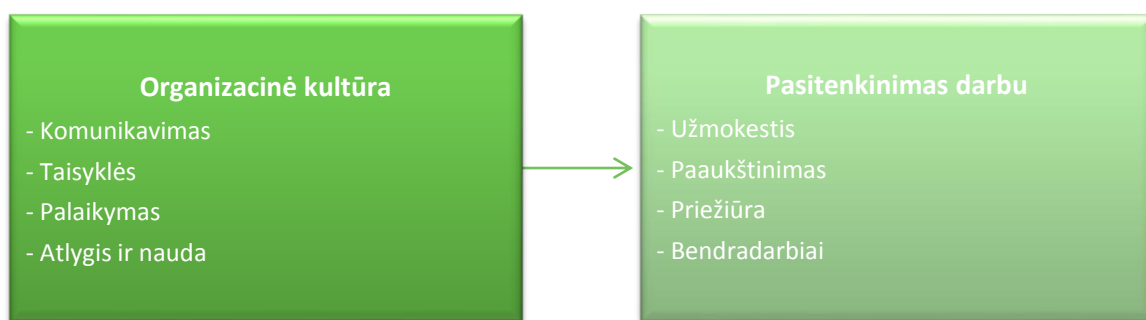 Organizacinė kultūra
- Komunikavimas
- Taisyklės
- Palaikymas
- Atlygis ir nauda
Pasitenkinimas darbu
- Užmokestis
- Paaukštinimas
- Priežiūra
- Bendradarbiai